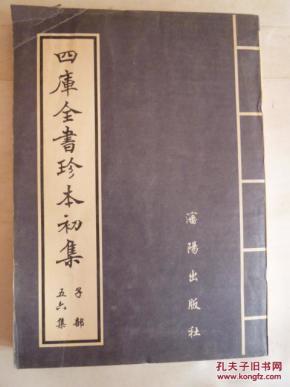 四庫全書珍本初集
子部
五六集
瀋陽出版社
孔夫子旧书网